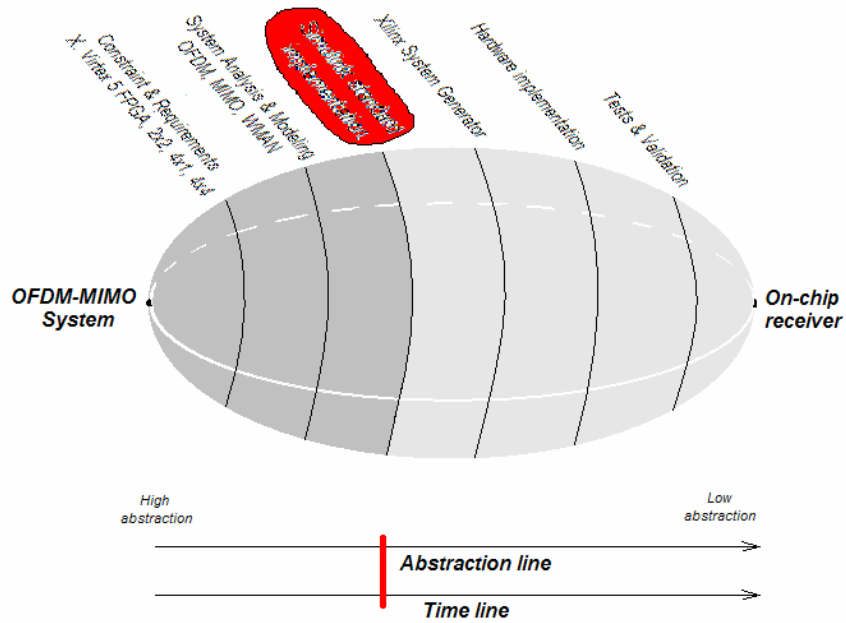 Constraint & Requirements
X. Virtex 5 FPGA, 2x2, 4x1, 4x4
System Analysis & Modeling
OFDM, MIMO, WMAN
Simulink
Xilinx System Generator
Hardware implementation
Tests & Validation
OFDM-MIMO
System
On-chip
receiver
High
abstraction
Low
abstraction
Abstraction line
Time line